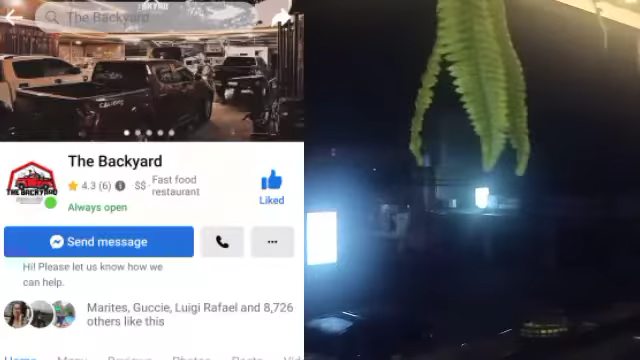 The Backyard
The Backyard
4.3 (6) · $$ · Fast food
restaurant
Always open
Liked
Send message
Hi! Please let us know how we
can help.
Marites, Guccie, Luigi Rafael and 8,726
others like this